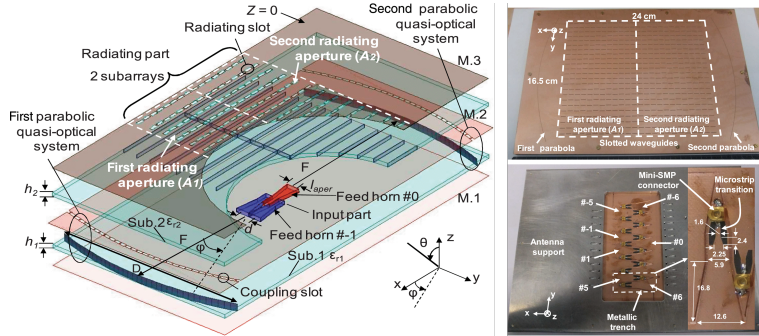 Z = 0
Radiating slot
Radiating part
2 subarrays
Second radiating
aperture (A2)
Second parabolic
quasi-optical
system
M.3
M.2
M.1
First parabolic
quasi-optical
system
First radiating
aperture (A1)
F
laper
Feed horn #0
Input part
Feed horn #-1
h2
h1
Sub.2 εr2
F
φ
d
D
Sub.1 εr1
Coupling slot
θ
z
y
x
φ
24 cm
x
z
y
16.5 cm
First radiating
aperture (A1)
Second radiating
aperture (A2)
First parabola
Slotted waveguides
Second parabola
Mini-SMP
connector
Microstrip
transition
#-5
#-6
#-1
#0
#1
#5
#6
Antenna
support
Metallic
trench
y
x
z
1.6
2.4
2.25
5.9
16.8
12.6